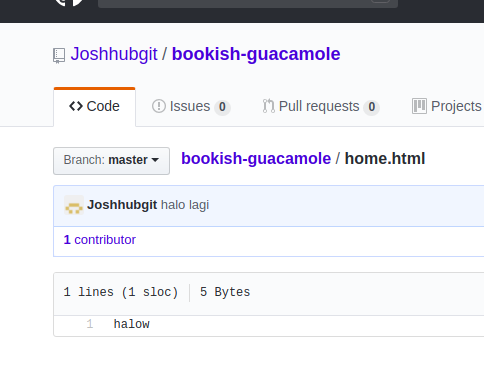 Joshhubgit / bookish-guacamole
Code Issues 0 Pull requests 0 Projects
Branch: master bookish-guacamole / home.html
Joshhubgit halo lagi
1 contributor
1 lines (1 sloc) 5 Bytes
1 halow